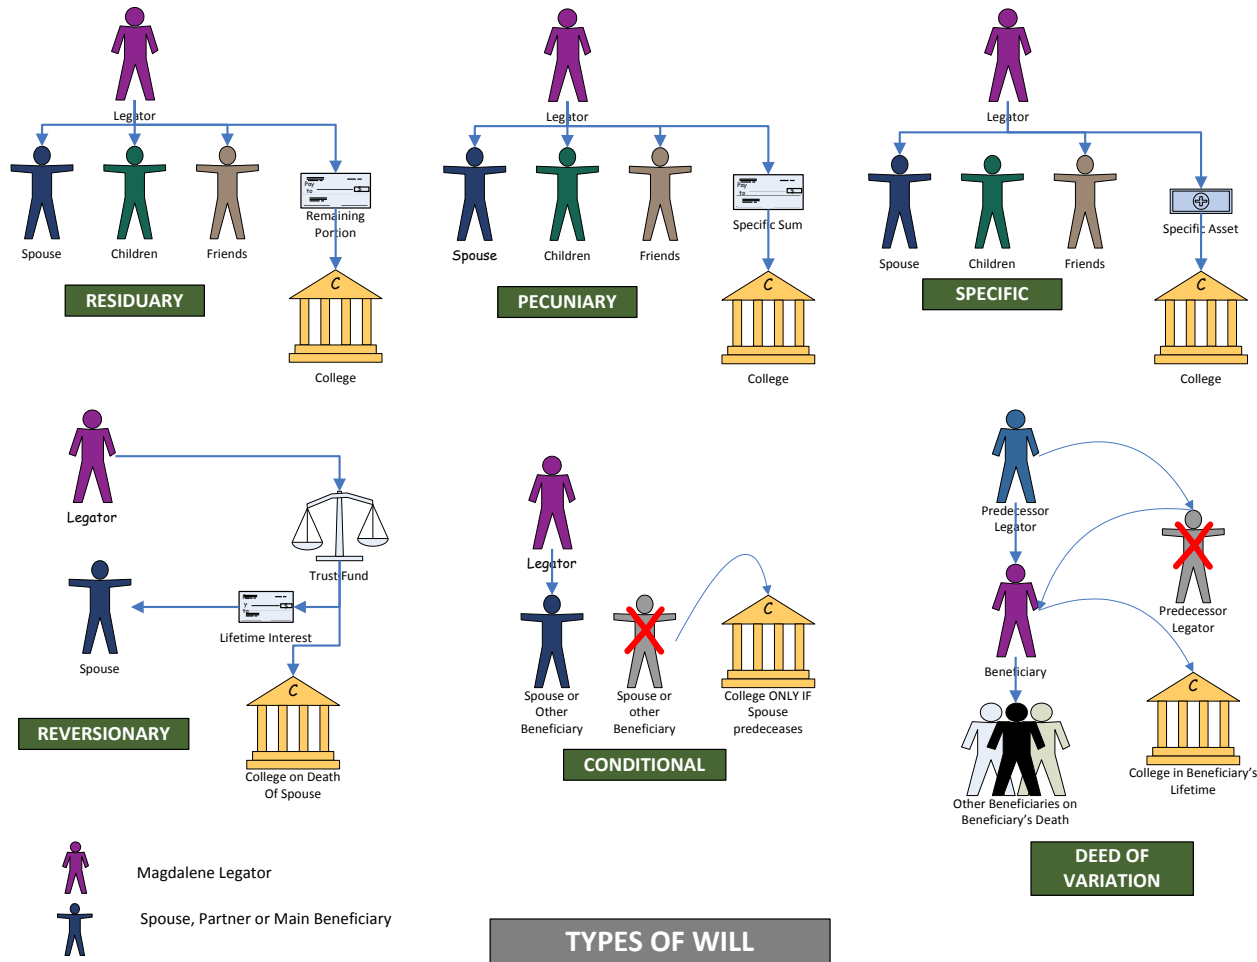 Legator
Pay
to
$
Remaining
Portion
Spouse
Children
Friends
C
College
RESIDUARY
Legator
Pay
to
$
Specific Sum
Spouse
Children
Friends
C
College
PECUNIARY
Legator
Specific Asset
Spouse
Children
Friends
C
College
SPECIFIC
Legator
Trust Fund
Lifetime Interest
Spouse
C
College on Death
Of Spouse
REVERSIONARY
Legator
Spouse or
Other
Beneficiary
Spouse or
other
Beneficiary
C
College ONLY IF
Spouse
predeceases
CONDITIONAL
Predecessor
Legator
Predecessor
Legator
Beneficiary
C
College in Beneficiary's
Lifetime
Other Beneficiaries on
Beneficiary's Death
DEED OF
VARIATION
Magdalene Legator
Spouse, Partner or Main Beneficiary
TYPES OF WILL